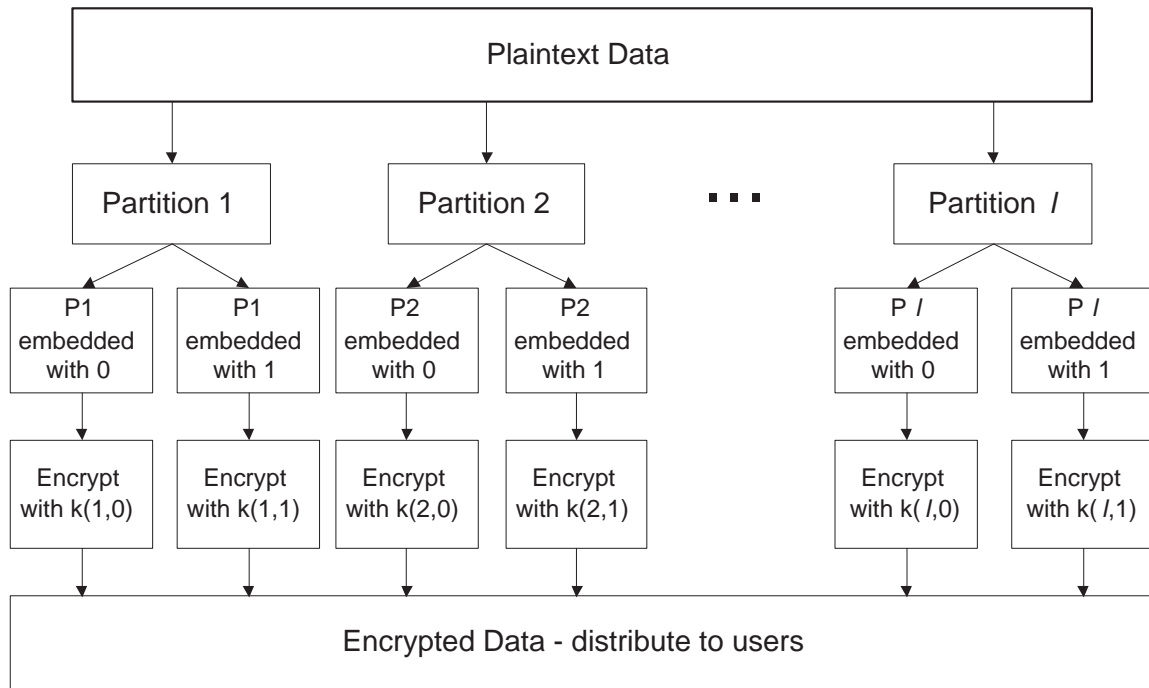 Plaintext Data
Partition 1
Partition 2
...
Partition l
P1
embedded
with 0
P1
embedded
with 1
P2
embedded
with 0
P2
embedded
with 1
P l
embedded
with 0
P l
embedded
with 1
Encrypt
with k(1,0)
Encrypt
with k(1,1)
Encrypt
with k(2,0)
Encrypt
with k(2,1)
Encrypt
with k( l,0)
Encrypt
with k( l,1)
Encrypted Data - distribute to users